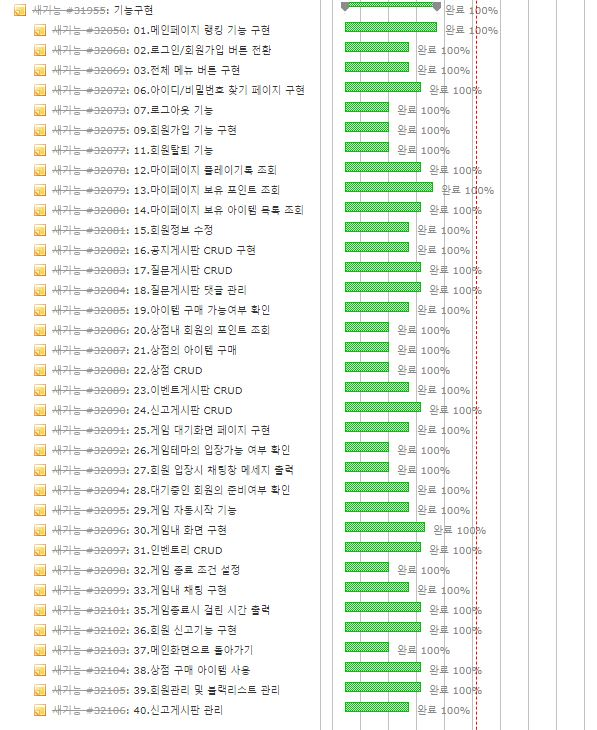 새기능 #31955: 기능구현 완료 100%
새기능 #32050: 01.메인페이지 랭킹 기능 구현 완료 100%
새기능 #32068: 02.로그인/회원가입 버튼 전환 완료 100%
새기능 #32069: 03.전체 메뉴 버튼 구현 완료 100%
새기능 #32072: 06.아이디/비밀번호 찾기 페이지 구현 완료 100%
새기능 #32073: 07.로그아웃 기능 완료 100%
새기능 #32075: 09.회원가입 기능 구현 완료 100%
새기능 #32077: 11.회원탈퇴 기능 완료 100%
새기능 #32078: 12.마이페이지 플레이기록 조회 완료 100%
새기능 #32079: 13.마이페이지 보유 포인트 조회 완료 100%
새기능 #32080: 14.마이페이지 보유 아이템 목록 조회 완료 100%
새기능 #32081: 15.회원정보 수정 완료 100%
새기능 #32082: 16.공지게시판 CRUD 구현 완료 100%
새기능 #32083: 17.질문게시판 CRUD 완료 100%
새기능 #32084: 18.질문게시판 댓글 관리 완료 100%
새기능 #32085: 19.아이템 구매 가능여부 확인 완료 100%
새기능 #32086: 20.상점내 회원의 포인트 조회 완료 100%
새기능 #32087: 21.상점의 아이템 구매 완료 100%
새기능 #32088: 22.상점 CRUD 완료 100%
새기능 #32089: 23.이벤트게시판 CRUD 완료 100%
새기능 #32090: 24.신고게시판 CRUD 완료 100%
새기능 #32091: 25.게임 대기화면 페이지 구현 완료 100%
새기능 #32092: 26.게임테마의 입장가능 여부 확인 완료 100%
새기능 #32093: 27.회원 입장시 채팅창 메세지 출력 완료 100%
새기능 #32094: 28.대기중인 회원의 준비여부 확인 완료 100%
새기능 #32095: 29.게임 자동시작 기능 완료 100%
새기능 #32096: 30.게임내 화면 구현 완료 100%
새기능 #32097: 31.인벤토리 CRUD 완료 100%
새기능 #32098: 32.게임 종료 조건 설정 완료 100%
새기능 #32099: 33.게임내 채팅 구현 완료 100%
새기능 #32101: 35.게임종료시 걸린 시간 출력 완료 100%
새기능 #32102: 36.회원 신고기능 구현 완료 100%
새기능 #32103: 37.메인화면으로 돌아가기 완료 100%
새기능 #32104: 38.상점 구매 아이템 사용 완료 100%
새기능 #32105: 39.회원관리 및 블랙리스트 관리 완료 100%
새기능 #32106: 40.신고게시판 관리 완료 100%